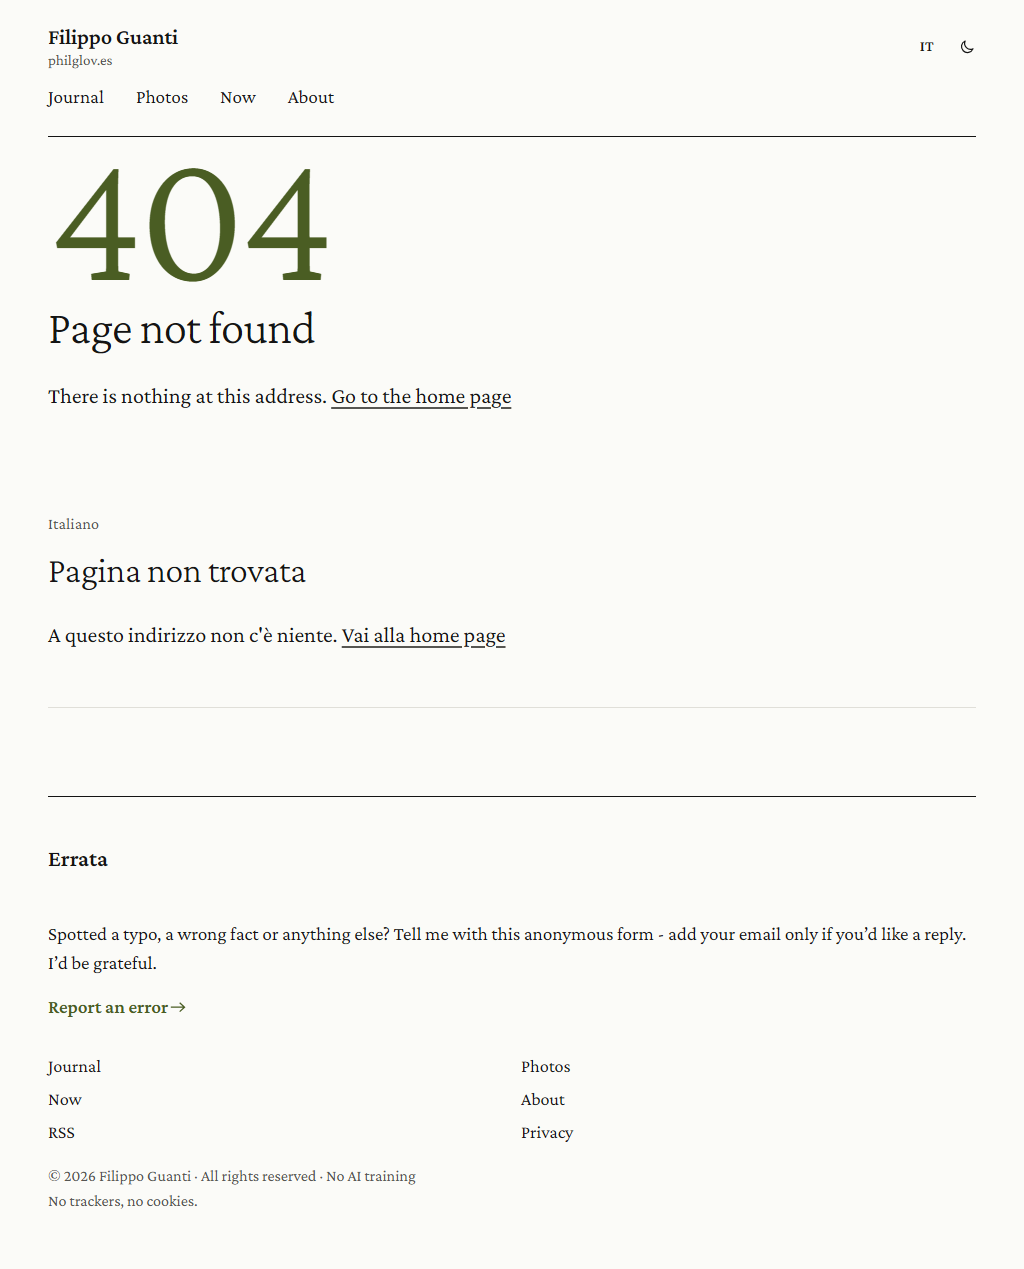 Filippo Guanti
philglov.es
IT
Journal Photos Now About
404
Page not found
There is nothing at this address. Go to the home page
Italiano
Pagina non trovata
A questo indirizzo non c'è niente. Vai alla home page
Errata
Spotted a typo, a wrong fact or anything else? Tell me with this anonymous form - add your email only if you’d like a reply.
I’d be grateful.
Report an error→
Journal Photos
Now About
RSS Privacy
© 2026 Filippo Guanti · All rights reserved · No AI training
No trackers, no cookies.